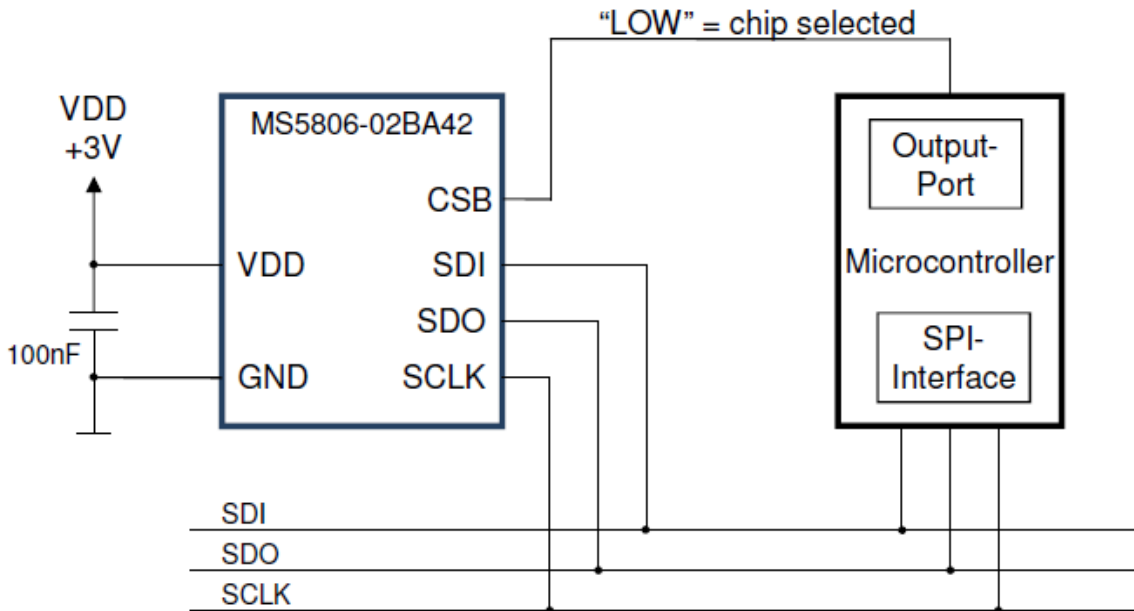 “LOW” = chip selected
VDD
+3V
MS5806-02BA42
Output-
Port
CSB
VDD
SDI
Microcontroller
SDO
100nF
GND
SCLK
SPI-
Interface
SDI
SDO
SCLK